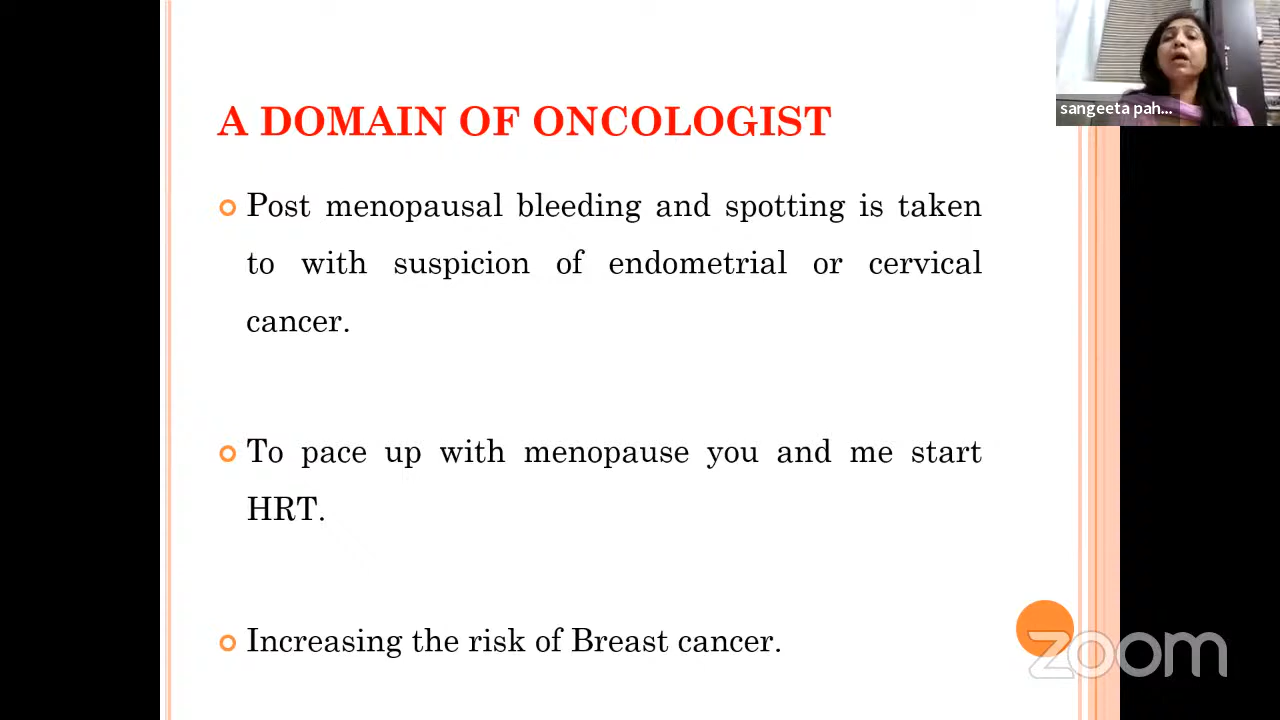 sangeeta pah...
A DOMAIN OF ONCOLOGIST
Post menopausal bleeding and spotting is taken
to with suspicion of endometrial or cervical
cancer.
To pace up with menopause you and me start
HRT.
Increasing the risk of Breast cancer.
zoom